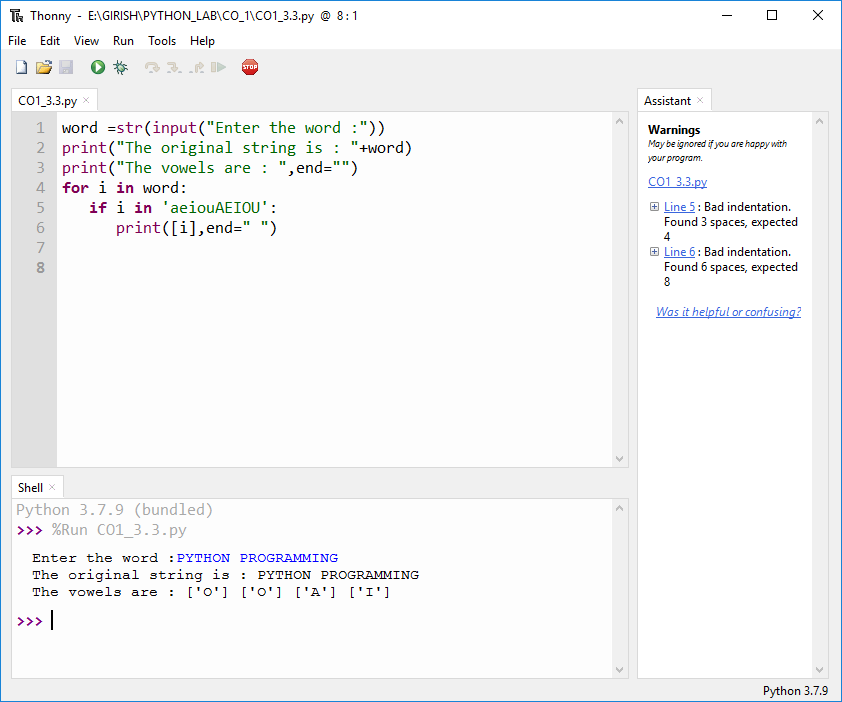 Thonny - E:\GIRISH\PYTHON_LAB\CO_1\CO1_3.3.py @ 8 : 1
File Edit View Run Tools Help
STOP
CO1_3.3.py ×
1 word =str(input("Enter the word :"))
2 print("The original string is : "+word)
3 print("The vowels are : ",end="")
4 for i in word:
5    if i in 'aeiouAEIOU':
6       print([i],end=" ")
7
8
Assistant ×
Warnings
May be ignored if you are happy with
your program.
CO1_3.3.py
Line 5 : Bad indentation.
Found 3 spaces, expected
4
Line 6 : Bad indentation.
Found 6 spaces, expected
8
Was it helpful or confusing?
Shell ×
Python 3.7.9 (bundled)
>>> %Run CO1_3.3.py
Enter the word :PYTHON PROGRAMMING
The original string is : PYTHON PROGRAMMING
The vowels are : ['O'] ['O'] ['A'] ['I']
>>>
Python 3.7.9